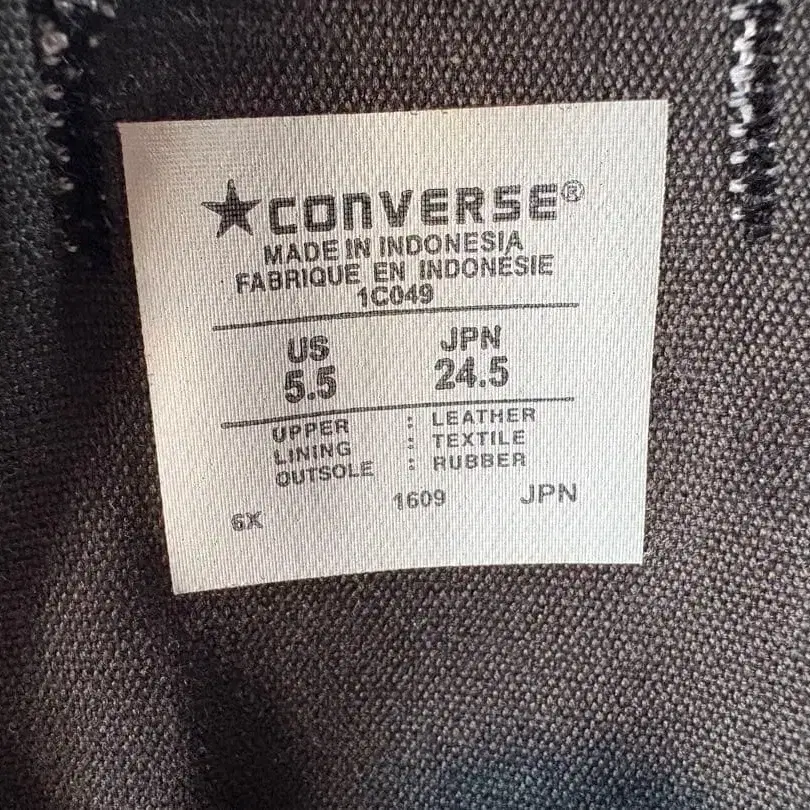 CONVERSE®
MADE IN INDONESIA
FABRIQUE EN INDONÉSIE
1C049
US JPN
5.5 24.5
UPPER : LEATHER
LINING : TEXTILE
OUTSOLE : RUBBER
6X 1609 JPN